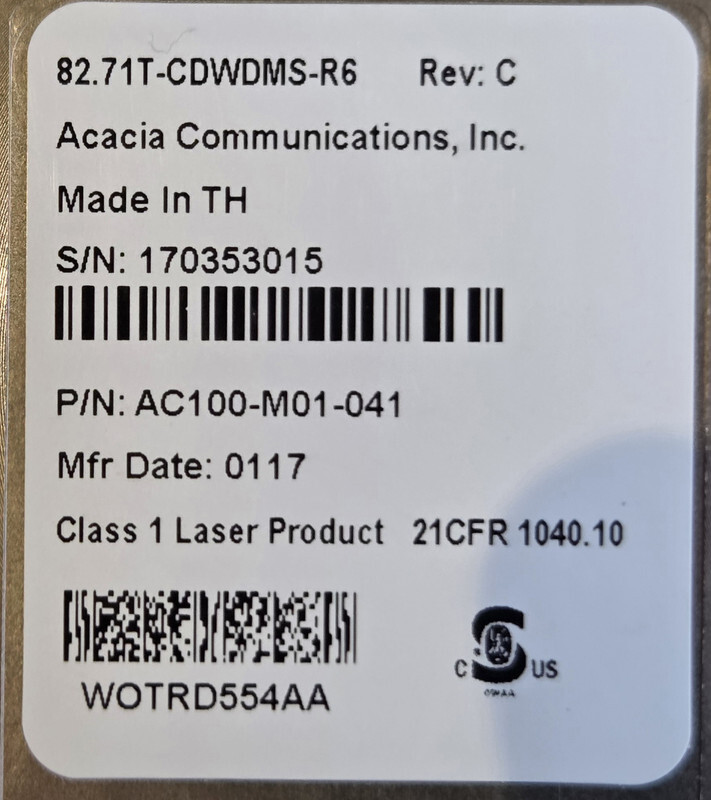 82.71T-CDWDMS-R6 Rev: C
Acacia Communications, Inc.
Made In TH
S/N: 170353015
P/N: AC100-M01-041
Mfr Date: 0117
Class 1 Laser Product 21CFR 1040.10
WOTRD554AA
C S US